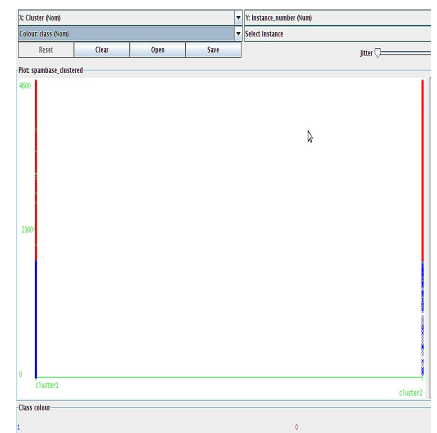 X: Cluster (Nom)
Y: Instance_number (Num)
Colour: class (Nom)
Select Instance
Reset
Clear
Open
Save
Jitter
Plot: spambase_clustered
4600
2300
0
cluster1
cluster2
Class colour
1
0